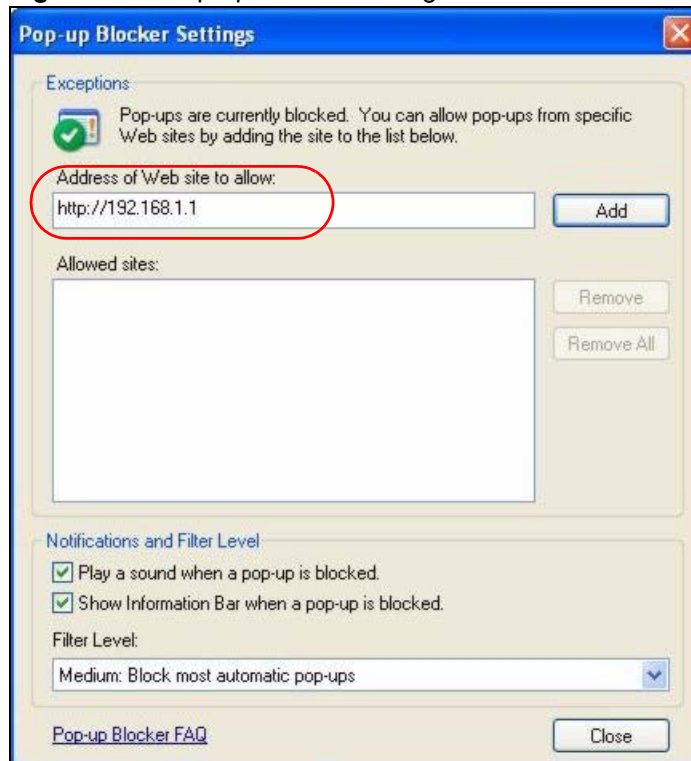 Pop-up Blocker Settings
Exceptions
Pop-ups are currently blocked. You can allow pop-ups from specific
Web sites by adding the site to the list below.
Address of Web site to allow:
http://192.168.1.1
Add
Allowed sites:
Remove
Remove All
Notifications and Filter Level
Play a sound when a pop-up is blocked.
Show Information Bar when a pop-up is blocked.
Filter Level:
Medium: Block most automatic pop-ups
Pop-up Blocker FAQ
Close